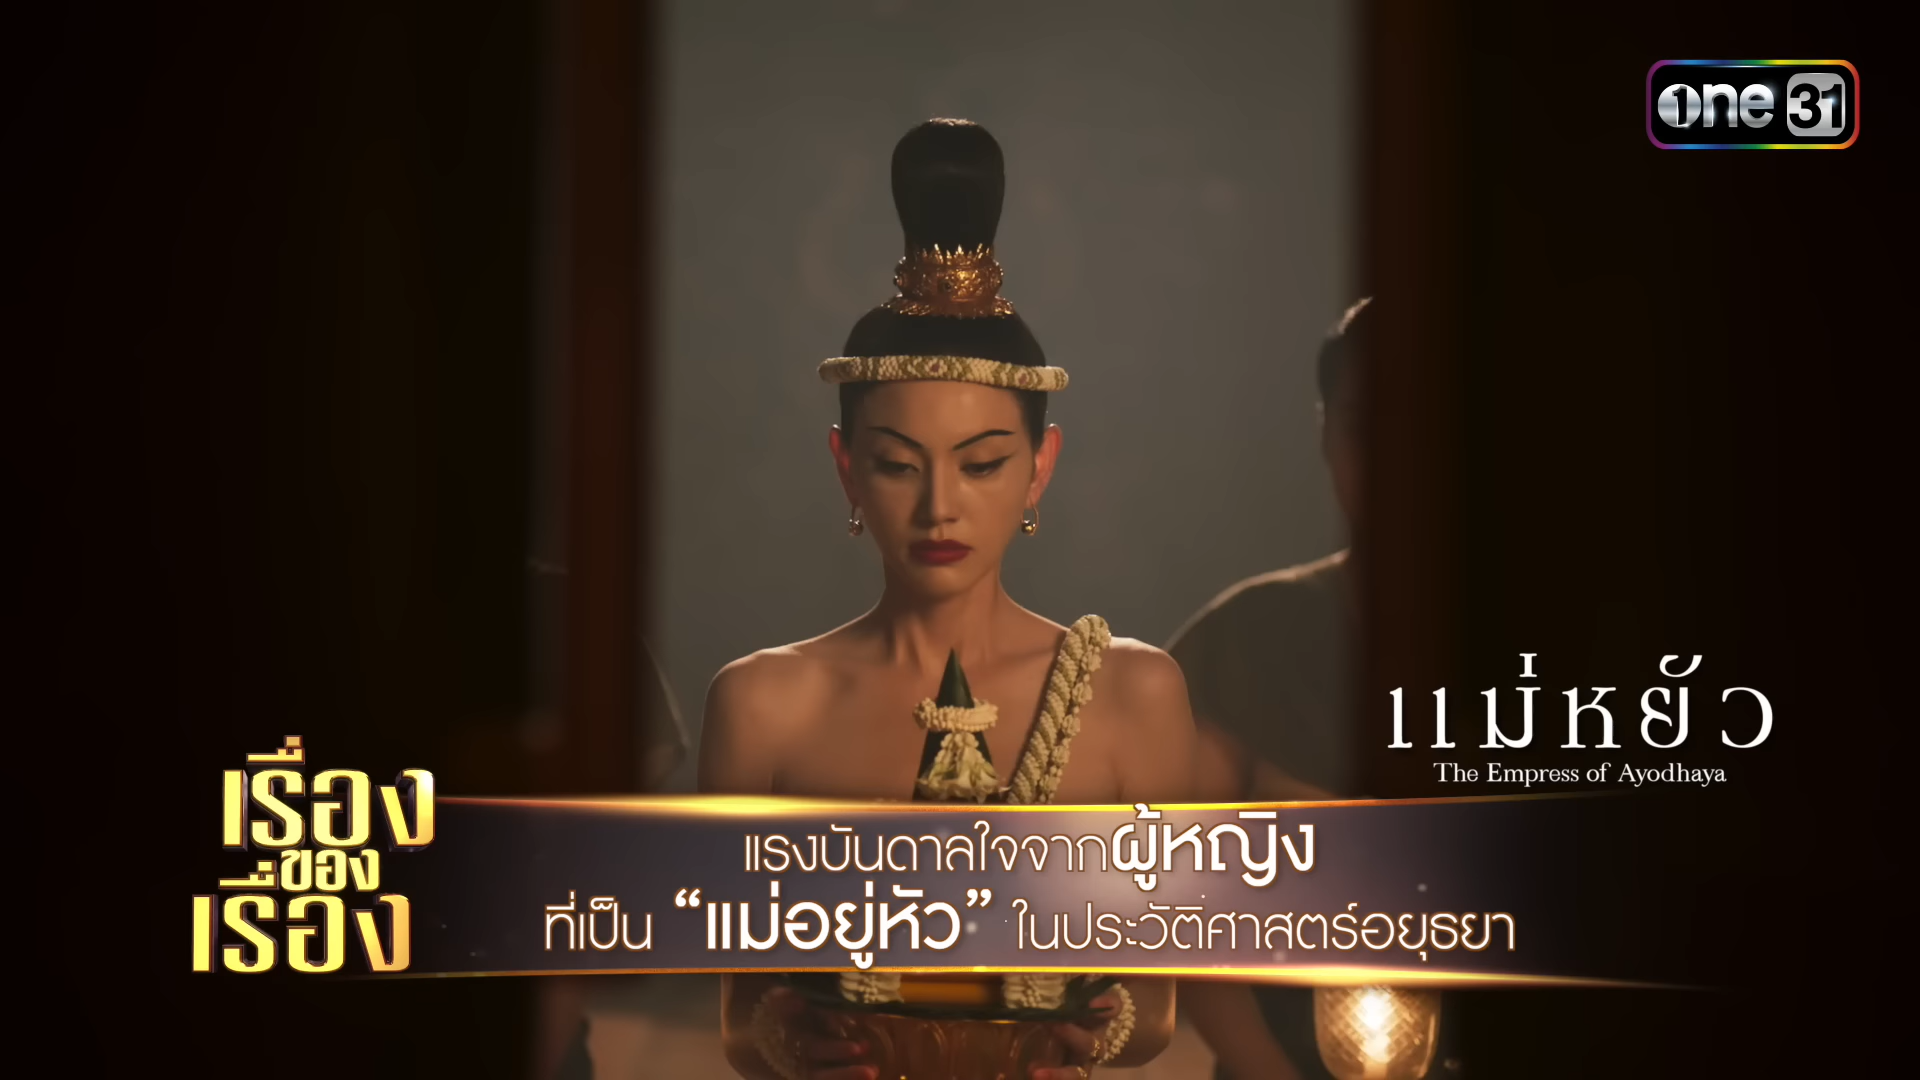 one 31
แม่หยัว
The Empress of Ayodhaya
เรื่อง
ของ
เรื่อง
แรงบันดาลใจจากผู้หญิง
ที่เป็น “แม่อยู่หัว” ในประวัติศาสตร์อยุธยา